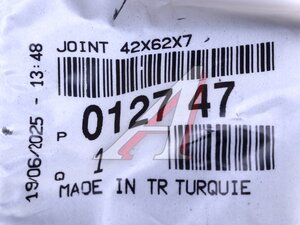 JOINT 42X62X7
19/06/2025 - 13:48
P
0127 47
Q
1
MADE IN TR TURQUIE